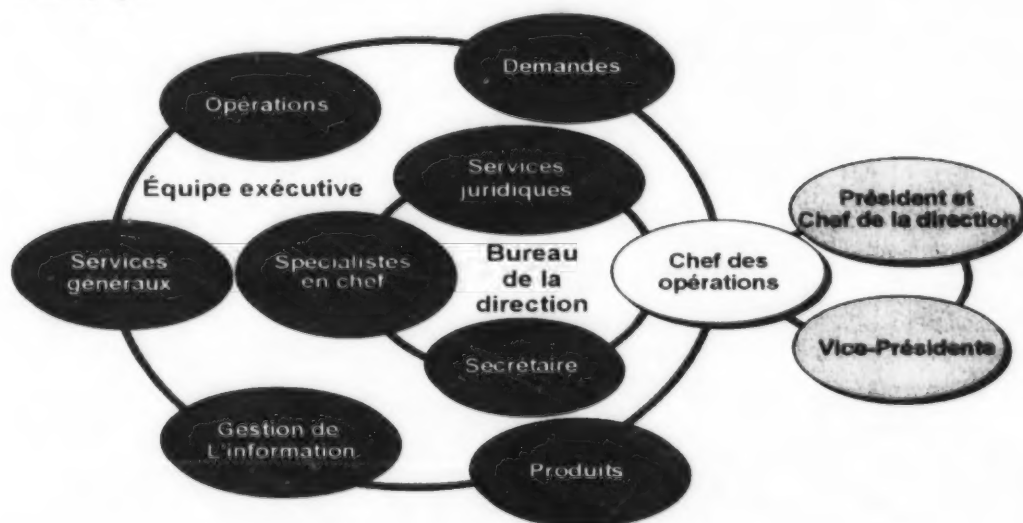 Demandes
Opérations
Services
juridiques
Équipe exécutive
Président et
Chef de la direction
Services
généraux
Spécialistes
en chef
Bureau
de la
direction
Chef des
opérations
Vice-Présidente
Secrétaire
Gestion de
L'information
Produits